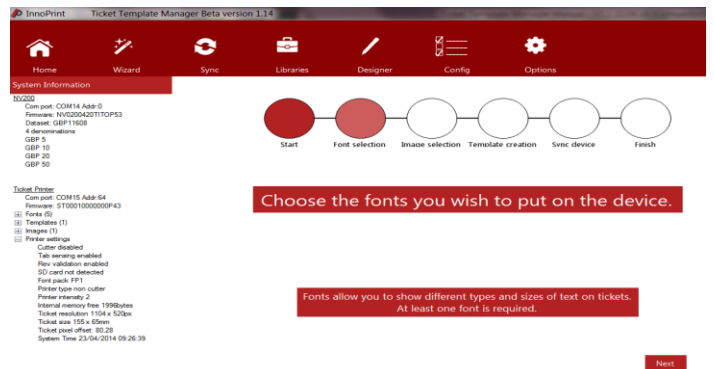 InnoPrint Ticket Template Manager Beta version 1.14
Home Wizard Sync Libraries Designer Config Options
System Information
NV200
Com port: COM14 Addr:0
Firmware: NV0200420TITOPS3
Dataset: GBP11608
4 denominations
GBP 5
GBP 10
GBP 20
GBP 50
Ticket Printer
Com port: COM15 Addr:64
Firmware: ST00010000000P43
Fonts (5)
Templates (1)
Images (1)
Printer settings
Cutter disabled
Tab sensing enabled
Rev validation enabled
SD card not detected
Font pack FP1
Printer type non cutter
Printer intensity 2
Internal memory free 1996bytes
Ticket resolution 1104 x 520px
Ticket size 155 x 65mm
Ticket pixel offset: 80.28
System Time 23/04/2014 09:26:39
Start Font selection Image selection Template creation Sync device Finish
Choose the fonts you wish to put on the device.
Fonts allow you to show different types and sizes of text on tickets.
At least one font is required.
Next